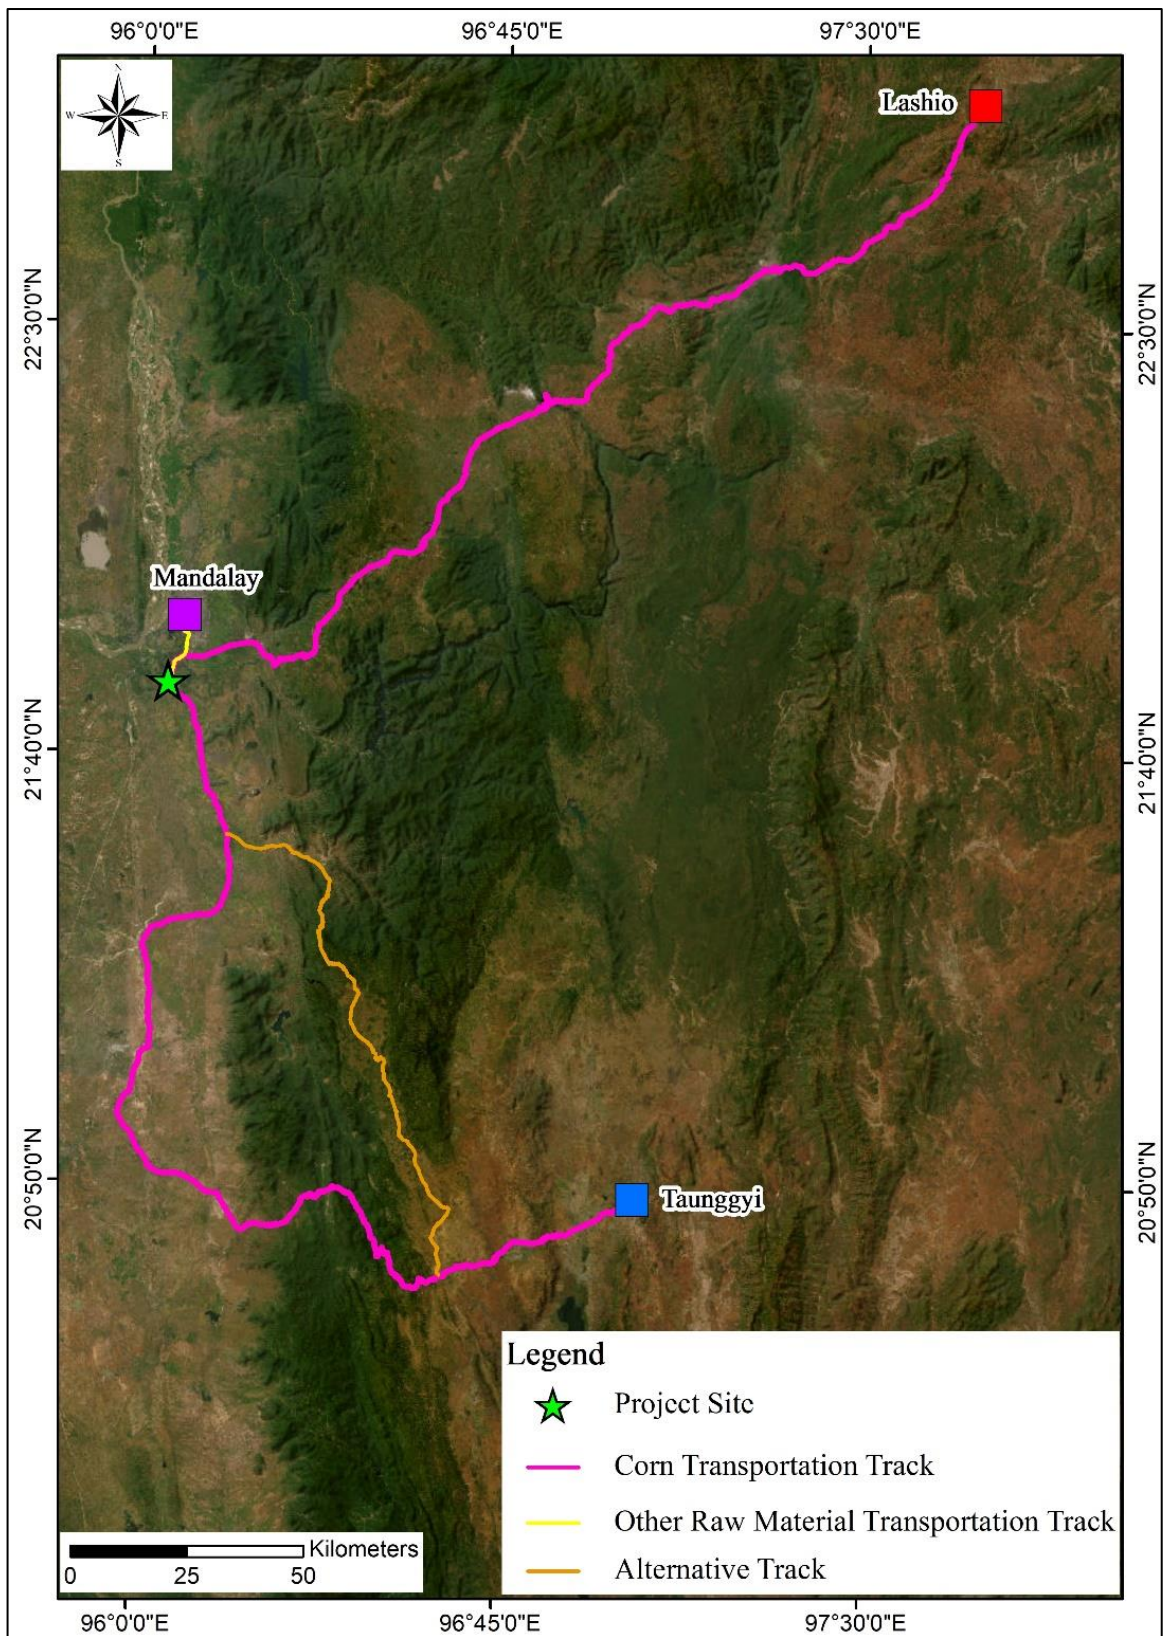 96°0'0"E
96°45'0"E
97°30'0"E
N
W
E
S
Lashio
22°30'0"N
22°30'0"N
Mandalay
21°40'0"N
21°40'0"N
20°50'0"N
Taunggyi
20°50'0"N
Legend
Project Site
Corn Transportation Track
Other Raw Material Transportation Track
Alternative Track
Kilometers
0 25 50
96°0'0"E
96°45'0"E
97°30'0"E